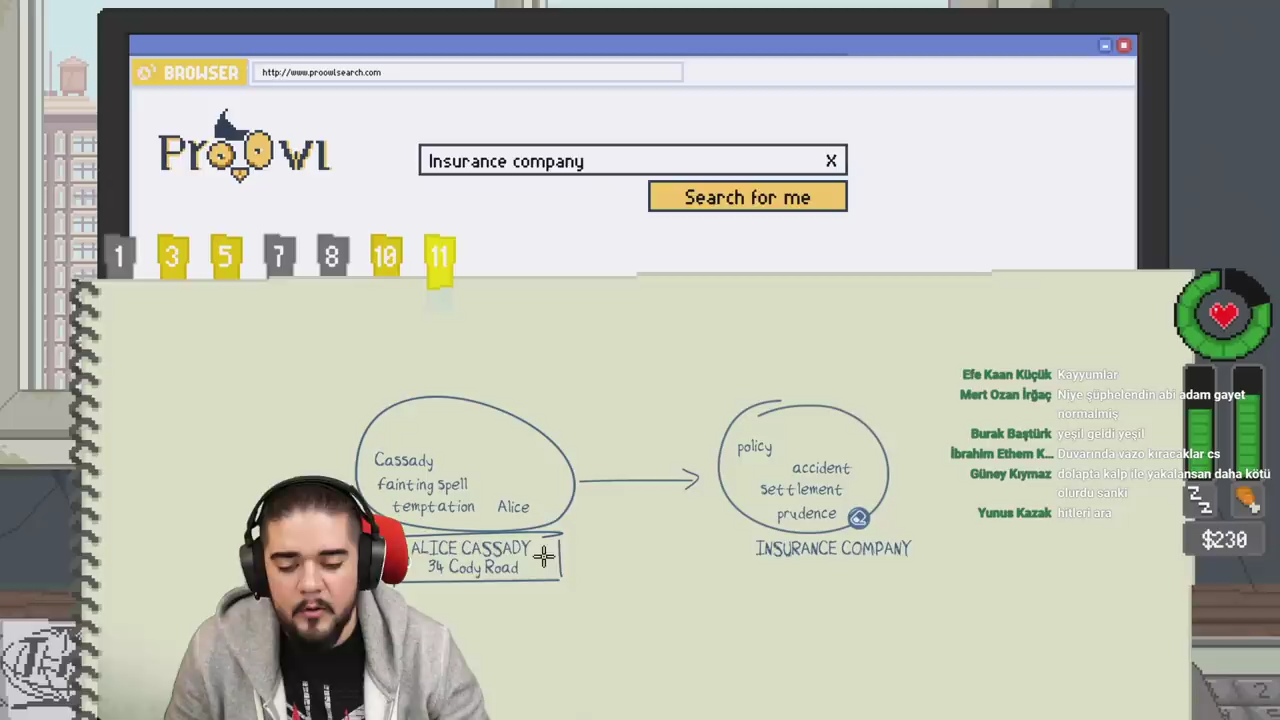 BROWSER
http://www.proowlsearch.com
PrOOwl
Insurance company X
Search for me
1 3 5 7 8 10 11
Cassady
fainting spell
temptation Alice
ALICE CASSADY
34 Cody Road
policy
accident
settlement
prudence
INSURANCE COMPANY
Efe Kaan Küçük Kayyumlar
Mert Ozan İrğaç Niye şüphelendin abi adam gayet
normalmiş
Burak Baştürk yeşil geldi yeşil
İbrahim Ethem K... Duvarında vazo kıracaklar cs
Güney Kıymaz dolapta kalp ile yakalansan daha kötü
olurdu sanki
Yunus Kazak hitleri ara
$230
2